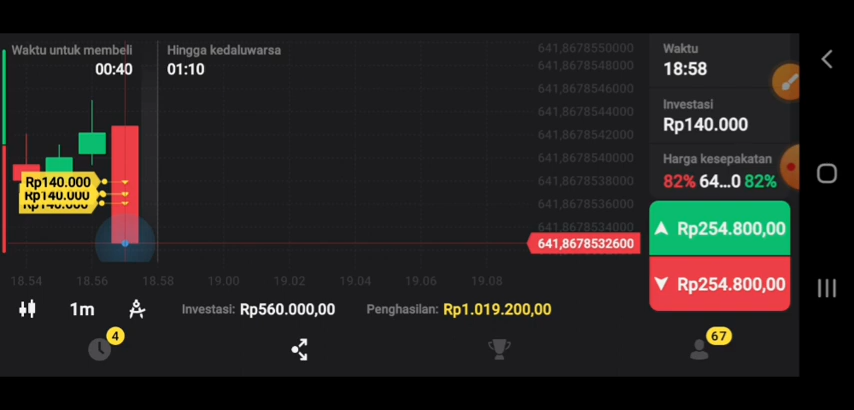 Waktu untuk membeli
00:40
Hingga kedaluwarsa
01:10
641,8678550000
641,8678548000
641,8678546000
641,8678544000
641,8678542000
641,8678540000
641,8678538000
641,8678536000
641,8678534000
641,8678532600
Rp140.000
Rp140.000
Rp140.000
18.54
18.56
18.58
19.00
19.02
19.04
19.06
19.08
1m
Investasi: Rp560.000,00
Penghasilan: Rp1.019.200,00
4
67
Waktu
18:58
Investasi
Rp140.000
Harga kesepakatan
82% 64...0 82%
Rp254.800,00
Rp254.800,00